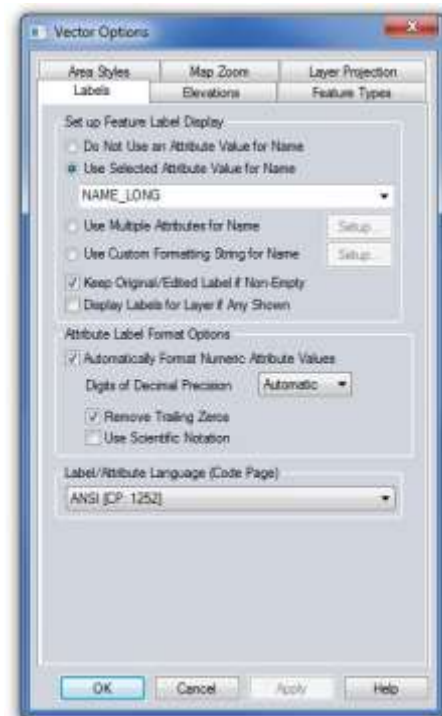 Vector Options
Area Styles Map Zoom Layer Projection
Labels Elevations Feature Types
Set up Feature Label Display
Do Not Use an Attribute Value for Name
Use Selected Attribute Value for Name
NAME_LONG
Use Multiple Attributes for Name Setup...
Use Custom Formatting String for Name Setup...
Keep Original/Edited Label if Non-Empty
Display Labels for Layer if Any Shown
Attribute Label Format Options
Automatically Format Numeric Attribute Values
Digits of Decimal Precision Automatic
Remove Trailing Zeros
Use Scientific Notation
Label/Attribute Language (Code Page)
ANSI [CP: 1252]
OK Cancel Apply Help